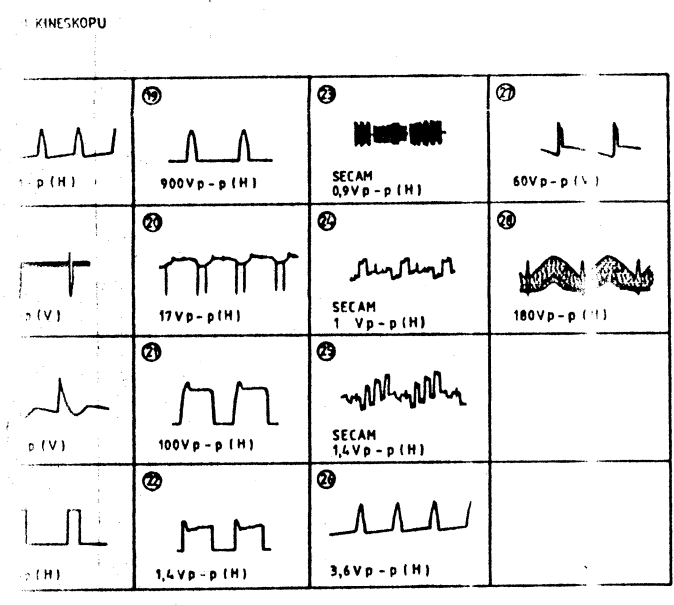 KINESKOPU
19
900Vp-p(H)
23
SECAM
0,9Vp-p(H)
27
60Vp-p(V)
p(H)
20
17Vp-p(H)
24
SECAM
1 Vp-p(H)
28
180Vp-p(H)
p(V)
21
100Vp-p(H)
25
SECAM
1,4Vp-p(H)
p(V)
22
1,4Vp-p(H)
26
3,6Vp-p(H)
p(H)